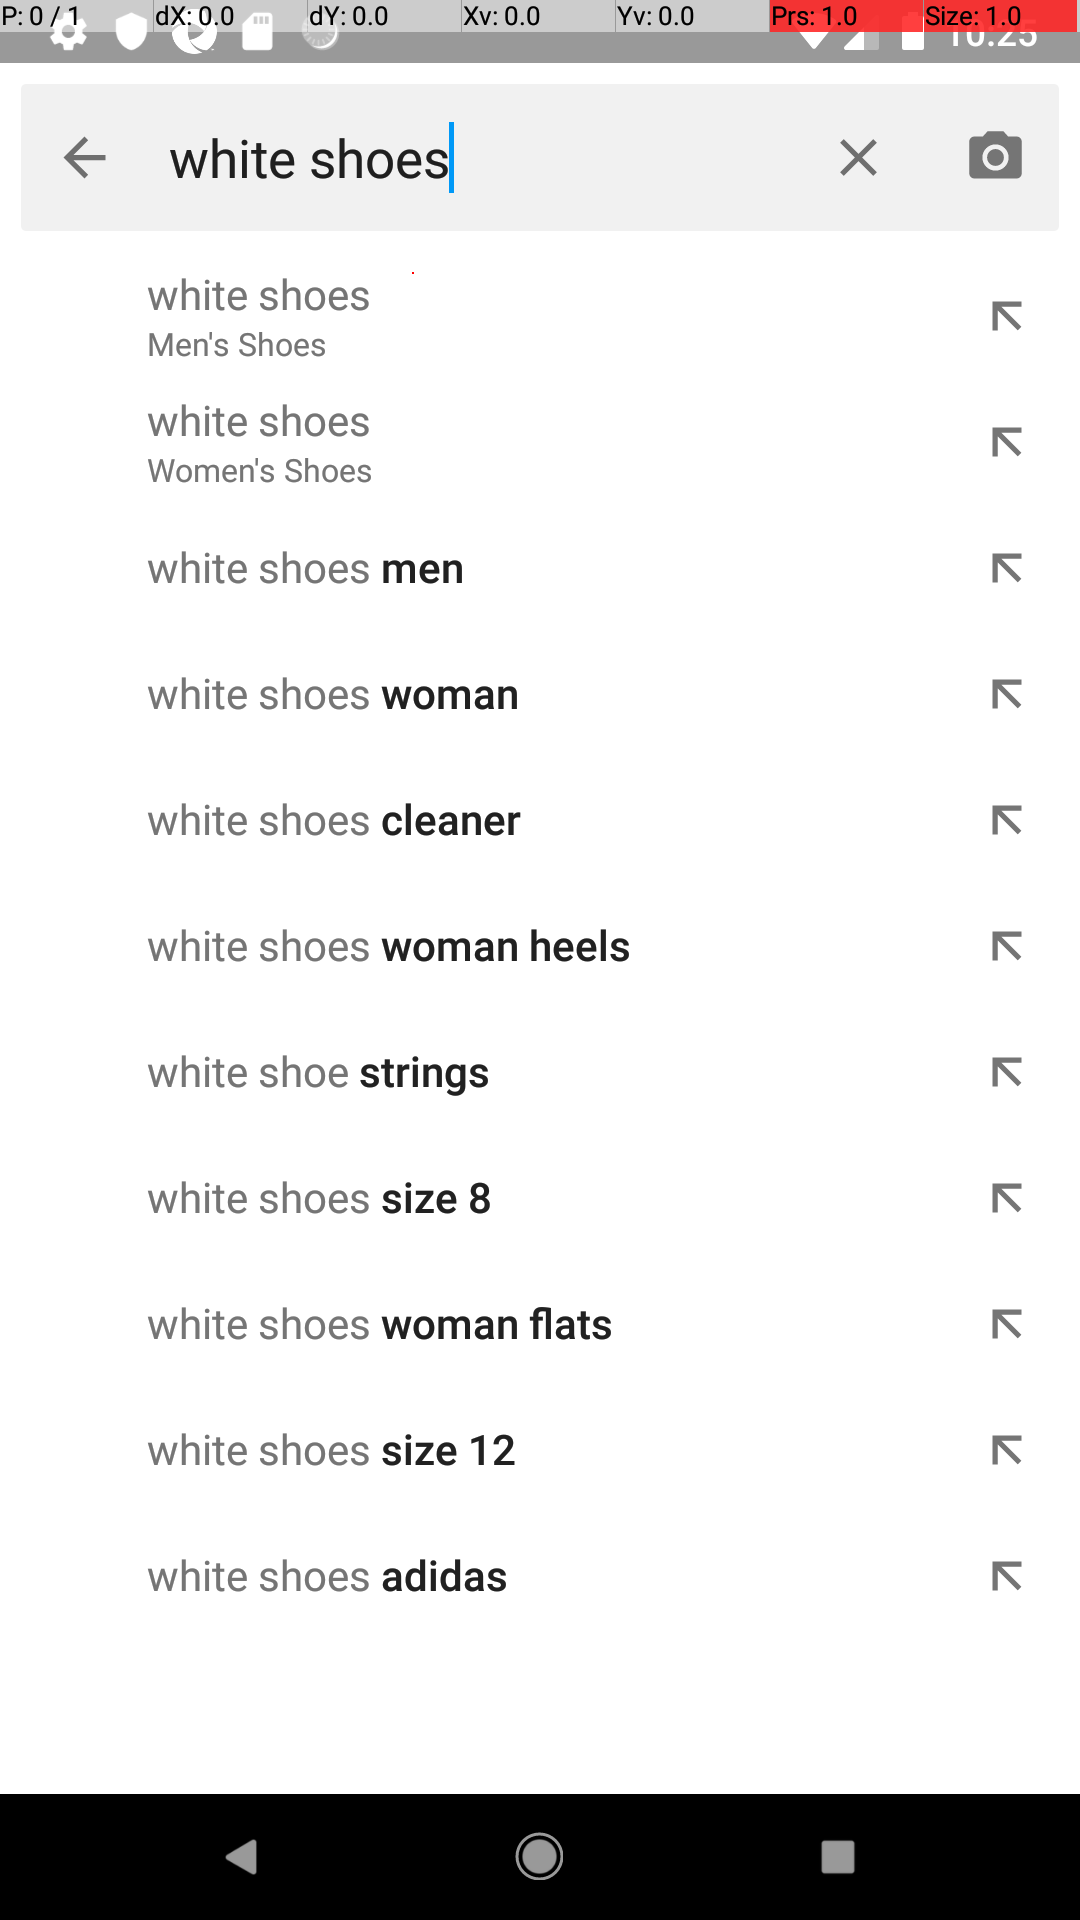 P: 0 / 1 dX: 0.0 dY: 0.0 Xv: 0.0 Yv: 0.0 Prs: 1.0 Size: 1.0
10:25
white shoes
white shoes
Men's Shoes
white shoes
Women's Shoes
white shoes men
white shoes woman
white shoes cleaner
white shoes woman heels
white shoe strings
white shoes size 8
white shoes woman flats
white shoes size 12
white shoes adidas